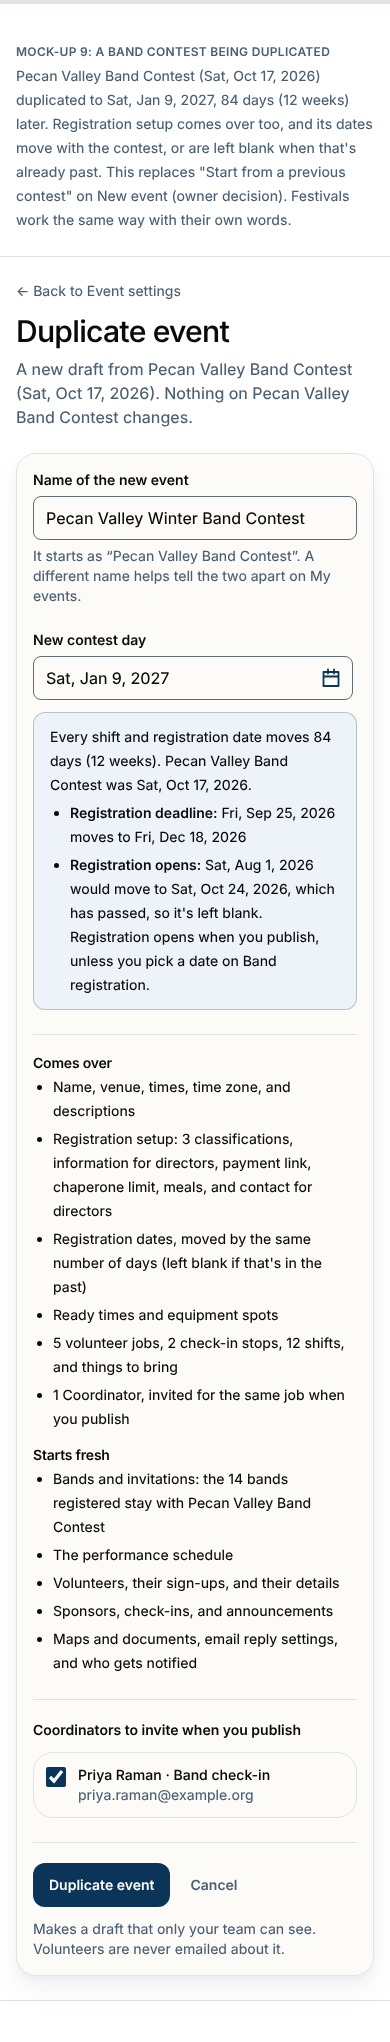 MOCK-UP 9: A BAND CONTEST BEING DUPLICATED
Pecan Valley Band Contest (Sat, Oct 17, 2026)
duplicated to Sat, Jan 9, 2027, 84 days (12 weeks)
later. Registration setup comes over too, and its dates
move with the contest, or are left blank when that's
already past. This replaces "Start from a previous
contest" on New event (owner decision). Festivals
work the same way with their own words.
← Back to Event settings
Duplicate event
A new draft from Pecan Valley Band Contest
(Sat, Oct 17, 2026). Nothing on Pecan Valley
Band Contest changes.
Name of the new event
Pecan Valley Winter Band Contest
It starts as “Pecan Valley Band Contest”. A
different name helps tell the two apart on My
events.
New contest day
Sat, Jan 9, 2027
Every shift and registration date moves 84
days (12 weeks). Pecan Valley Band
Contest was Sat, Oct 17, 2026.
• Registration deadline: Fri, Sep 25, 2026
moves to Fri, Dec 18, 2026
• Registration opens: Sat, Aug 1, 2026
would move to Sat, Oct 24, 2026, which
has passed, so it's left blank.
Registration opens when you publish,
unless you pick a date on Band
registration.
Comes over
• Name, venue, times, time zone, and
descriptions
• Registration setup: 3 classifications,
information for directors, payment link,
chaperone limit, meals, and contact for
directors
• Registration dates, moved by the same
number of days (left blank if that's in the
past)
• Ready times and equipment spots
• 5 volunteer jobs, 2 check-in stops, 12 shifts,
and things to bring
• 1 Coordinator, invited for the same job when
you publish
Starts fresh
• Bands and invitations: the 14 bands
registered stay with Pecan Valley Band
Contest
• The performance schedule
• Volunteers, their sign-ups, and their details
• Sponsors, check-ins, and announcements
• Maps and documents, email reply settings,
and who gets notified
Coordinators to invite when you publish
Priya Raman · Band check-in
priya.raman@example.org
Duplicate event Cancel
Makes a draft that only your team can see.
Volunteers are never emailed about it.